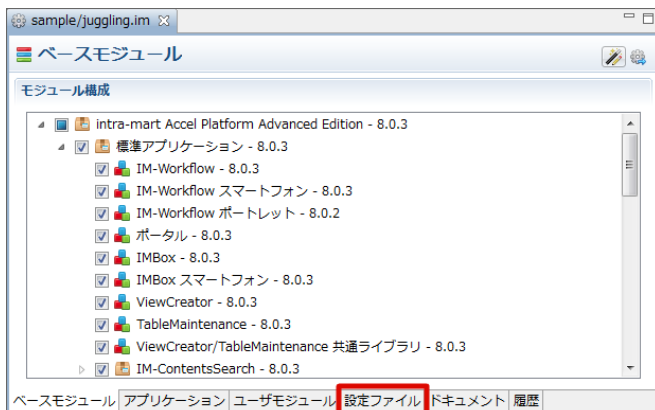 sample/juggling.im
ベースモジュール
モジュール構成
intra-mart Accel Platform Advanced Edition - 8.0.3
標準アプリケーション - 8.0.3
IM-Workflow - 8.0.3
IM-Workflow スマートフォン - 8.0.3
IM-Workflow ポートレット - 8.0.2
ポータル - 8.0.3
IMBox - 8.0.3
IMBox スマートフォン - 8.0.3
ViewCreator - 8.0.3
TableMaintenance - 8.0.3
ViewCreator/TableMaintenance 共通ライブラリ - 8.0.3
IM-ContentsSearch - 8.0.3
ベースモジュール アプリケーション ユーザモジュール 設定ファイル ドキュメント 履歴